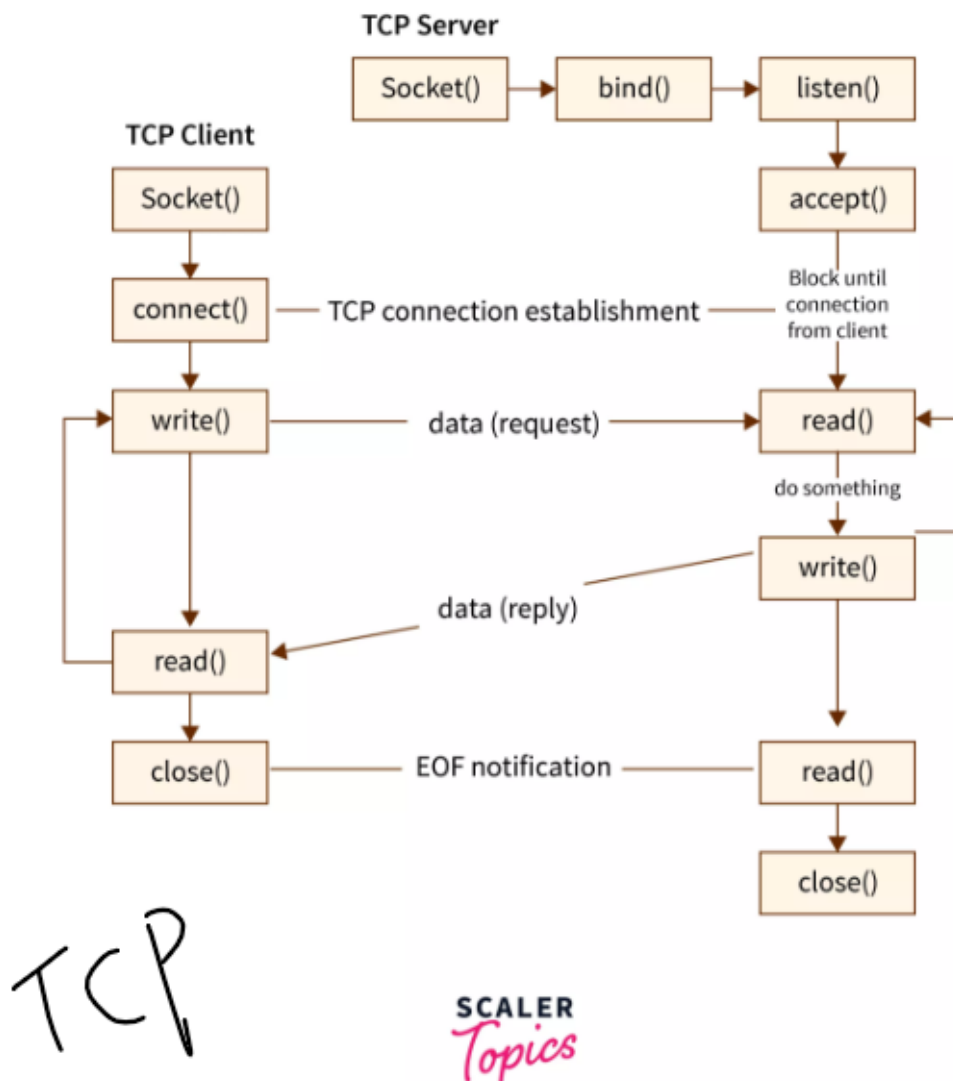 TCP Server
Socket()
bind()
listen()
TCP Client
Socket()
accept()
connect()
TCP connection establishment
Block until
connection
from client
write()
data (request)
read()
do something
write()
data (reply)
read()
close()
EOF notification
read()
close()
TCP
SCALER
Topics